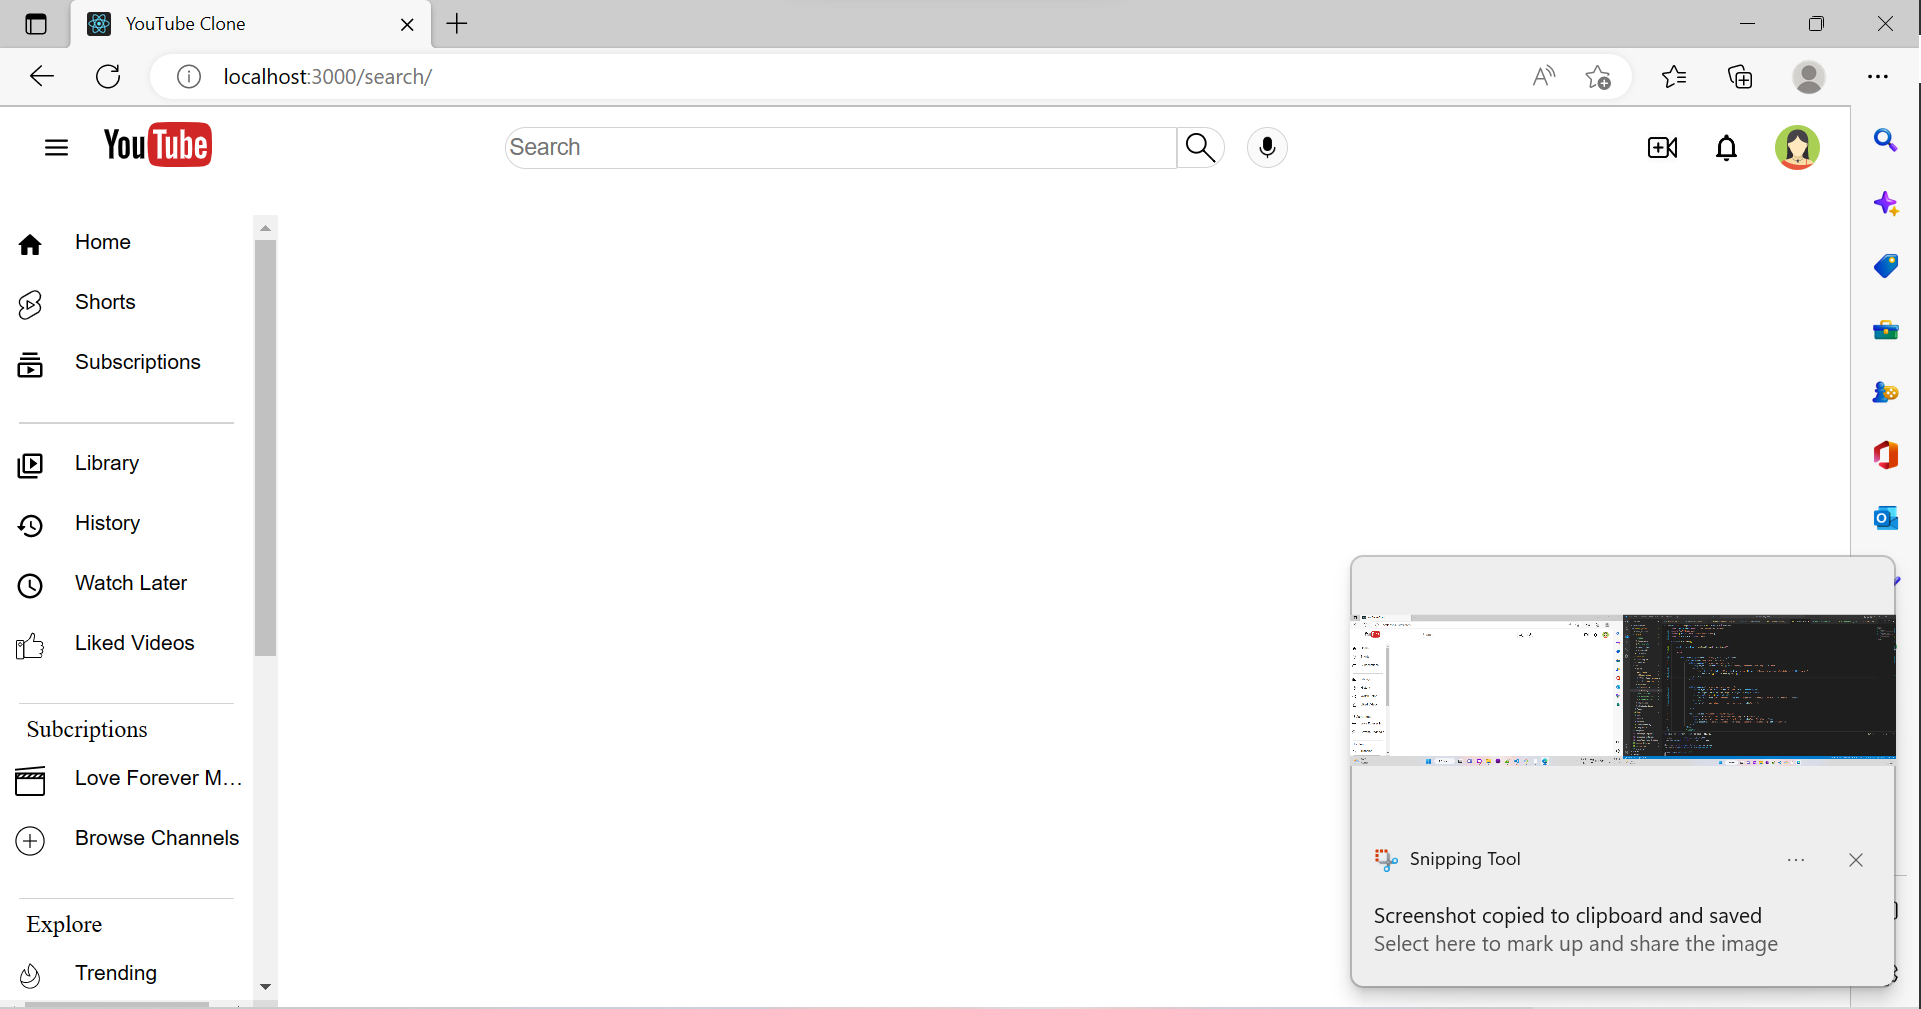 YouTube Clone
localhost:3000/search/
YouTube
Search
Home
Shorts
Subscriptions
Library
History
Watch Later
Liked Videos
Subcriptions
Love Forever M...
Browse Channels
Explore
Trending
Snipping Tool
Screenshot copied to clipboard and saved
Select here to mark up and share the image